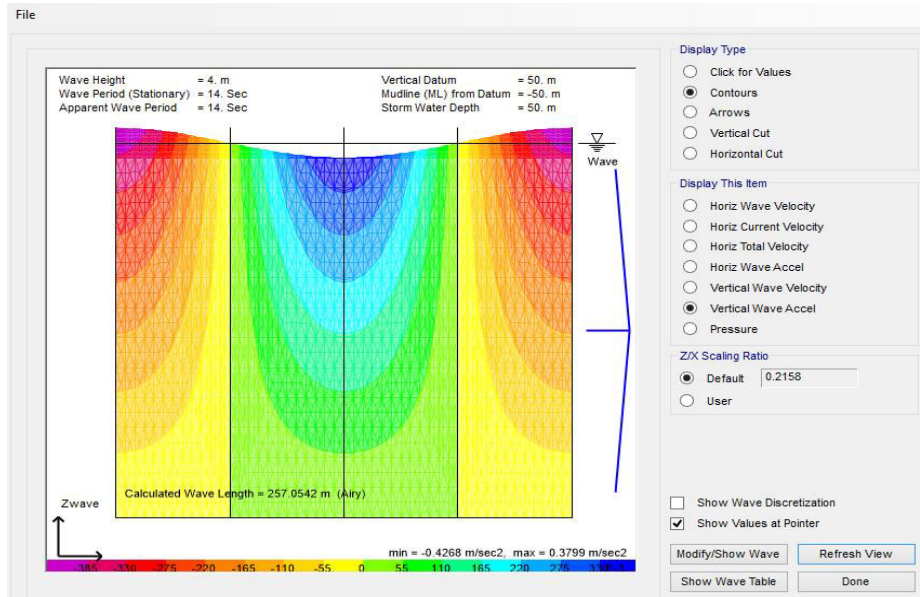 File
Wave Height = 4. m
Wave Period (Stationary) = 14. Sec
Apparent Wave Period = 14. Sec
Vertical Datum = 50. m
Mudline (ML) from Datum = -50. m
Storm Water Depth = 50. m
Wave
Calculated Wave Length = 257.0542 m (Airy)
Zwave
min = -0.4268 m/sec2, max = 0.3799 m/sec2
-385 -330 -275 -220 -165 -110 -55 0 55 110 165 220 275
Display Type
Click for Values
Contours
Arrows
Vertical Cut
Horizontal Cut
Display This Item
Horiz Wave Velocity
Horiz Current Velocity
Horiz Total Velocity
Horiz Wave Accel
Vertical Wave Velocity
Vertical Wave Accel
Pressure
Z/X Scaling Ratio
Default 0.2158
User
Show Wave Discretization
Show Values at Pointer
Modify/Show Wave Refresh View
Show Wave Table Done